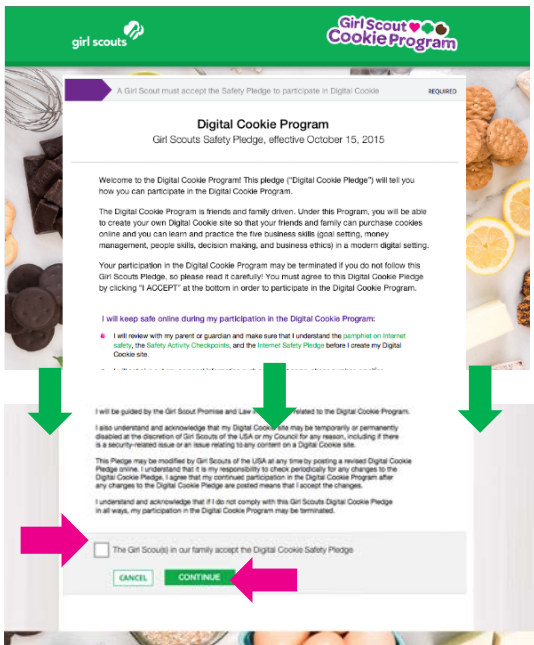 girl scouts
Girl Scout
Cookie Program
A Girl Scout must accept the Safety Pledge to participate in Digital Cookie
REQUIRED
Digital Cookie Program
Girl Scouts Safety Pledge, effective October 15, 2015
Welcome to the Digital Cookie Program! This pledge ("Digital Cookie Pledge") will tell you
how you can participate in the Digital Cookie Program.
The Digital Cookie Program is friends and family driven. Under this Program, you will be able
to create your own Digital Cookie site so that your friends and family can purchase cookies
online and you can learn and practice the five business skills (goal setting, money
management, people skills, decision making, and business ethics) in a modern digital setting.
Your participation in the Digital Cookie Program may be terminated if you do not follow this
Girl Scouts Pledge, so please read it carefully! You must agree to this Digital Cookie Pledge
by clicking "I ACCEPT" at the bottom in order to participate in the Digital Cookie Program.
I will keep safe online during my participation in the Digital Cookie Program:
I will review with my parent or guardian and make sure that I understand the pamphlet on Internet
safety, the Safety Activity Checkpoints, and the Internet Safety Pledge before I create my Digital
Cookie site.
I will be guided by the Girl Scout Promise and Law in related to the Digital Cookie Program.
I also understand and acknowledge that my Digital Cookie site may be temporarily or permanently
disabled at the discretion of Girl Scouts of the USA or my Council for any reason, including if there
is a security-related issue or an issue relating to any content on a Digital Cookie site.
This Pledge may be modified by Girl Scouts of the USA at any time by posting a revised Digital Cookie
Pledge online. I understand that it is my responsibility to check periodically for any changes to the
Digital Cookie Pledge. I agree that my continued participation in the Digital Cookie Program after
any changes to the Digital Cookie Pledge are posted means that I accept the changes.
I understand and acknowledge that if I do not comply with this Girl Scouts Digital Cookie Pledge
in all ways, my participation in the Digital Cookie Program may be terminated.
The Girl Scout(s) in our family accept the Digital Cookie Safety Pledge
CANCEL
CONTINUE